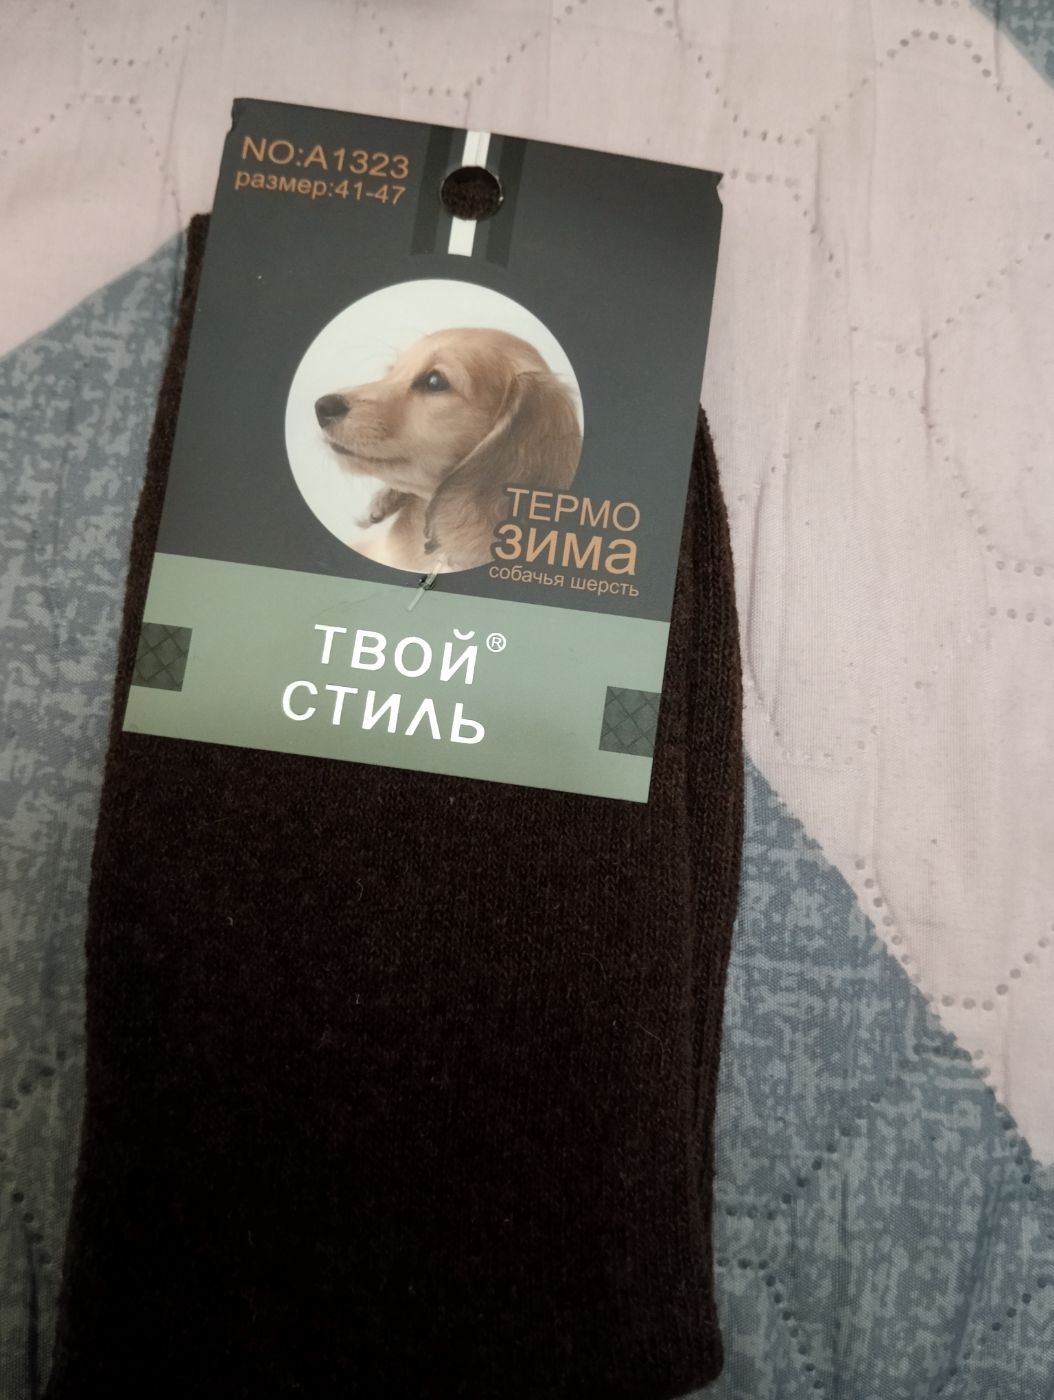 NO:A1323
размер:41-47
ТЕРМО
зима
собачья шерсть
ТВОЙ®
СТИЛЬ